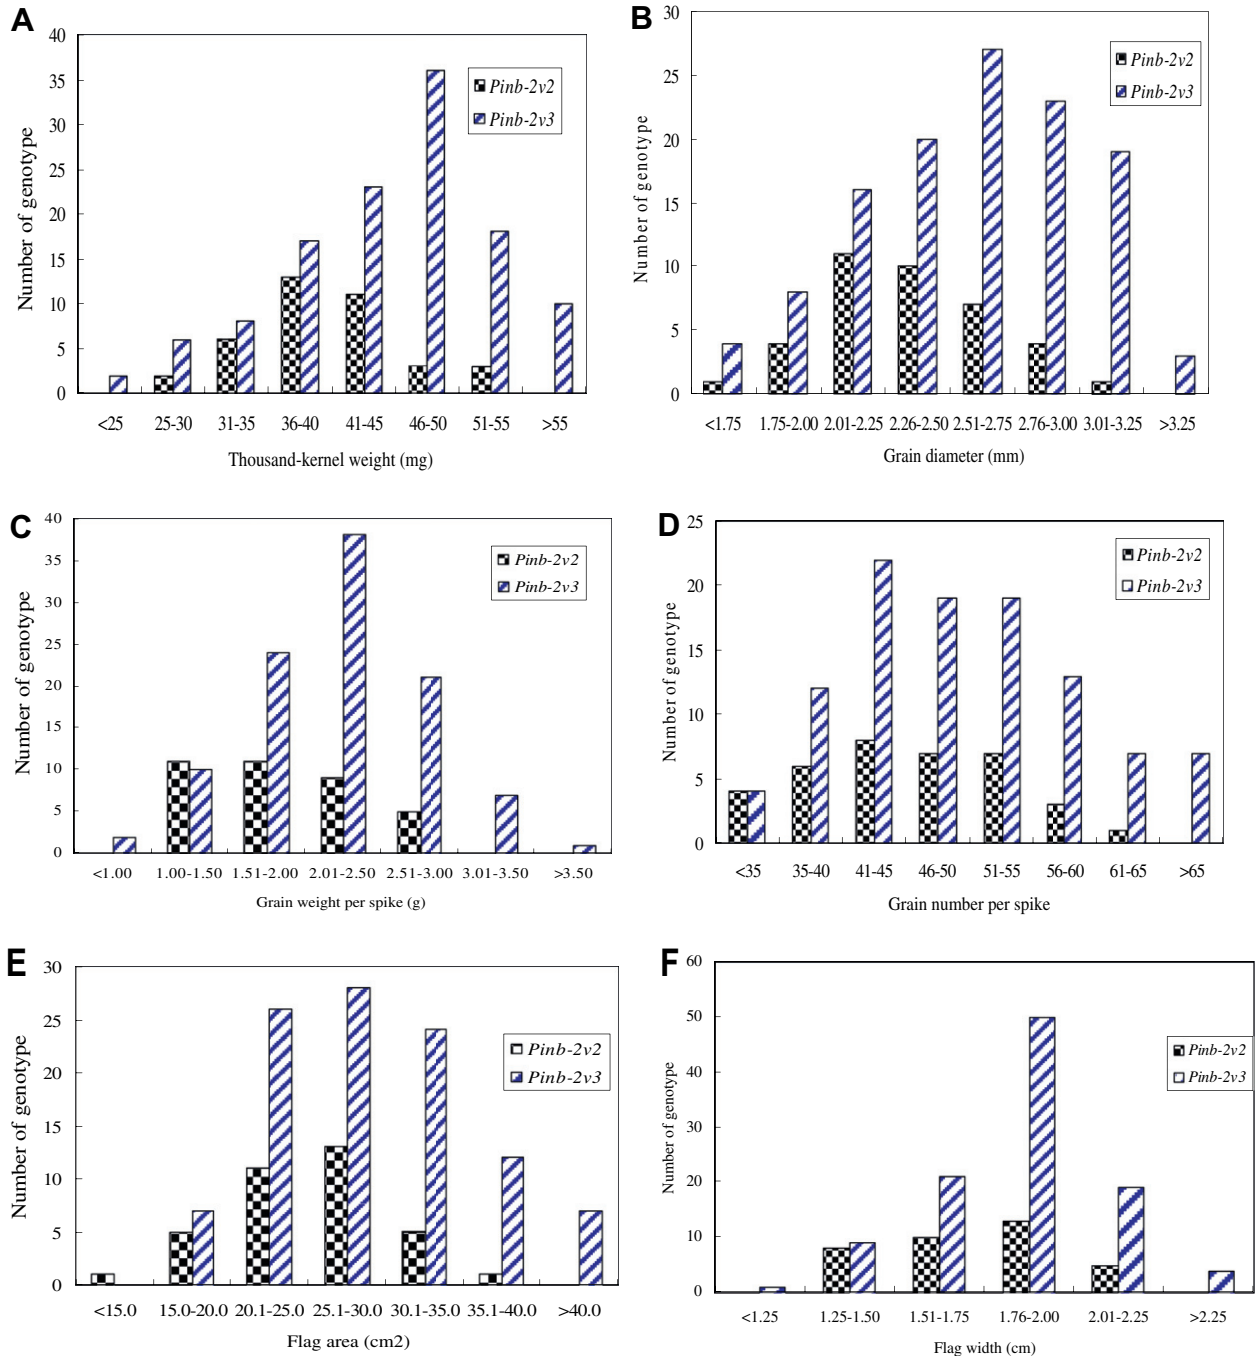 A
40
35
30
25
20
15
10
5
0
Number of genotype
Pinb-2v2
Pinb-2v3
<25 25-30 31-35 36-40 41-45 46-50 51-55 >55
Thousand-kernel weight (mg)
B
30
25
20
15
10
5
0
Number of genotype
Pinb-2v2
Pinb-2v3
<1.75 1.75-2.00 2.01-2.25 2.26-2.50 2.51-2.75 2.76-3.00 3.01-3.25 >3.25
Grain diameter (mm)
C
40
35
30
25
20
15
10
5
0
Number of genotype
Pinb-2v2
Pinb-2v3
<1.00 1.00-1.50 1.51-2.00 2.01-2.50 2.51-3.00 3.01-3.50 >3.50
Grain weight per spike (g)
D
25
20
15
10
5
0
Number of genotype
Pinb-2v2
Pinb-2v3
<35 35-40 41-45 46-50 51-55 56-60 61-65 >65
Grain number per spike
E
30
25
20
15
10
5
0
Number of genotype
Pinb-2v2
Pinb-2v3
<15.0 15.0-20.0 20.1-25.0 25.1-30.0 30.1-35.0 35.1-40.0 >40.0
Flag area (cm2)
F
60
50
40
30
20
10
0
Number of genotype
Pinb-2v2
Pinb-2v3
<1.25 1.25-1.50 1.51-1.75 1.76-2.00 2.01-2.25 >2.25
Flag width (cm)